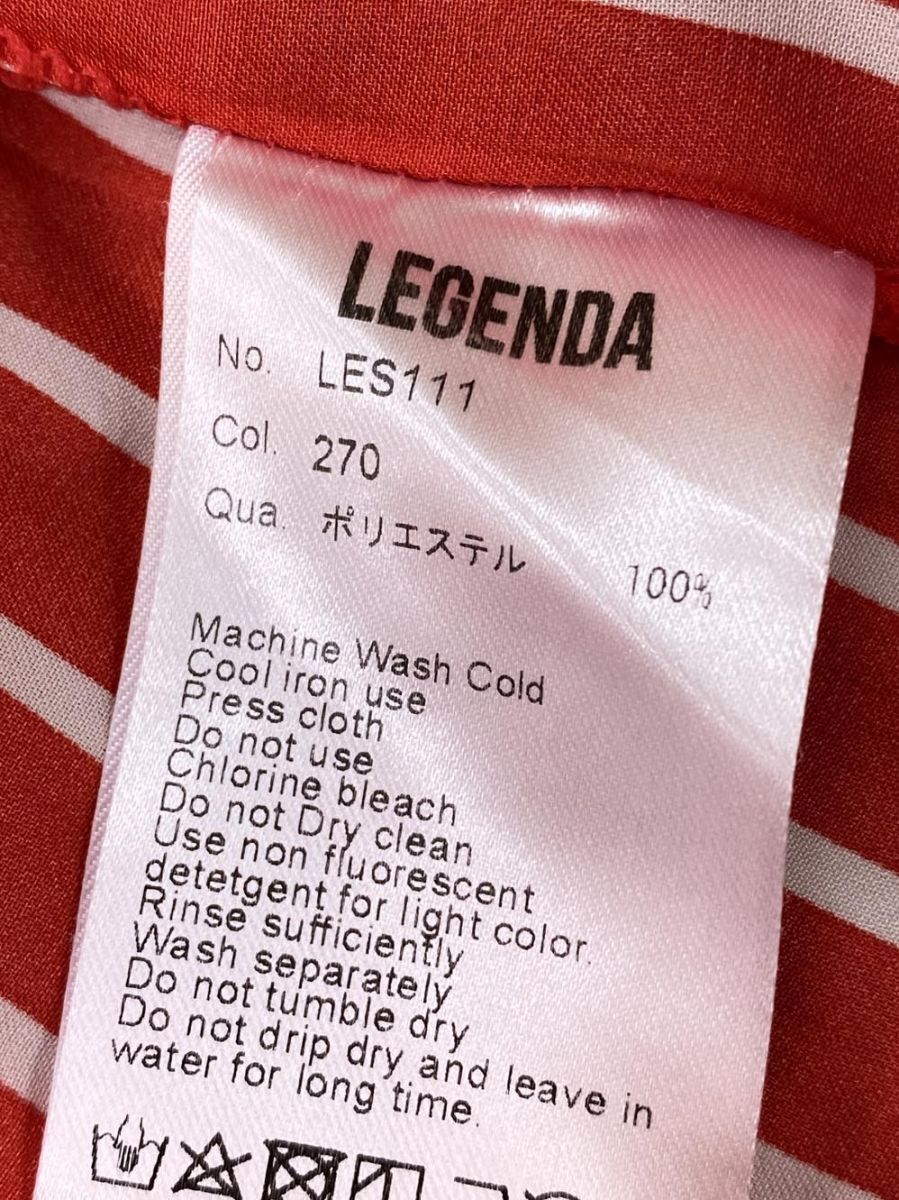 LEGENDA
No. LES111
Col. 270
Qua. ポリエステル 100%
Machine Wash Cold
Cool iron use
Press cloth
Do not use
Chlorine bleach
Do not Dry clean
Use non fluorescent
detetgent for light color.
Rinse sufficiently
Wash separately
Do not tumble dry
Do not drip dry and leave in
water for long time.